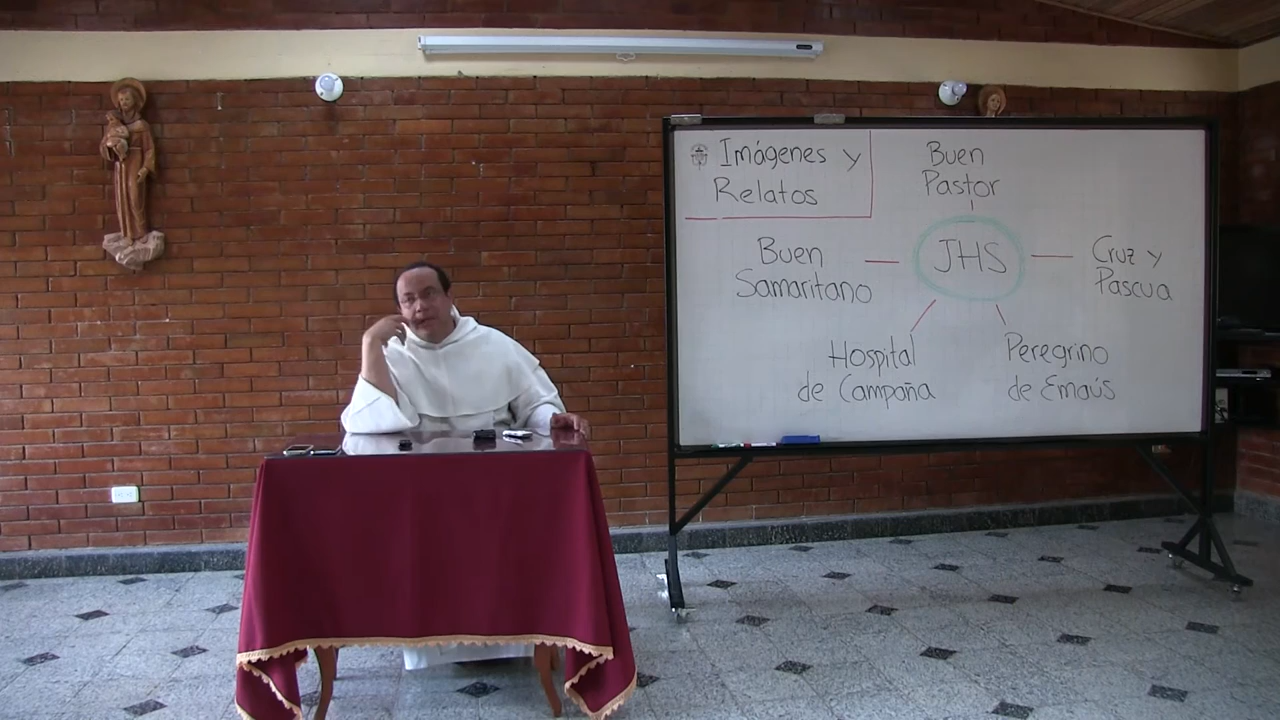 Imágenes y
Relatos
Buen
Pastor
Buen
Samaritano
JHS
Cruz y
Pascua
Hospital
de Campaña
Peregrino
de Emaús